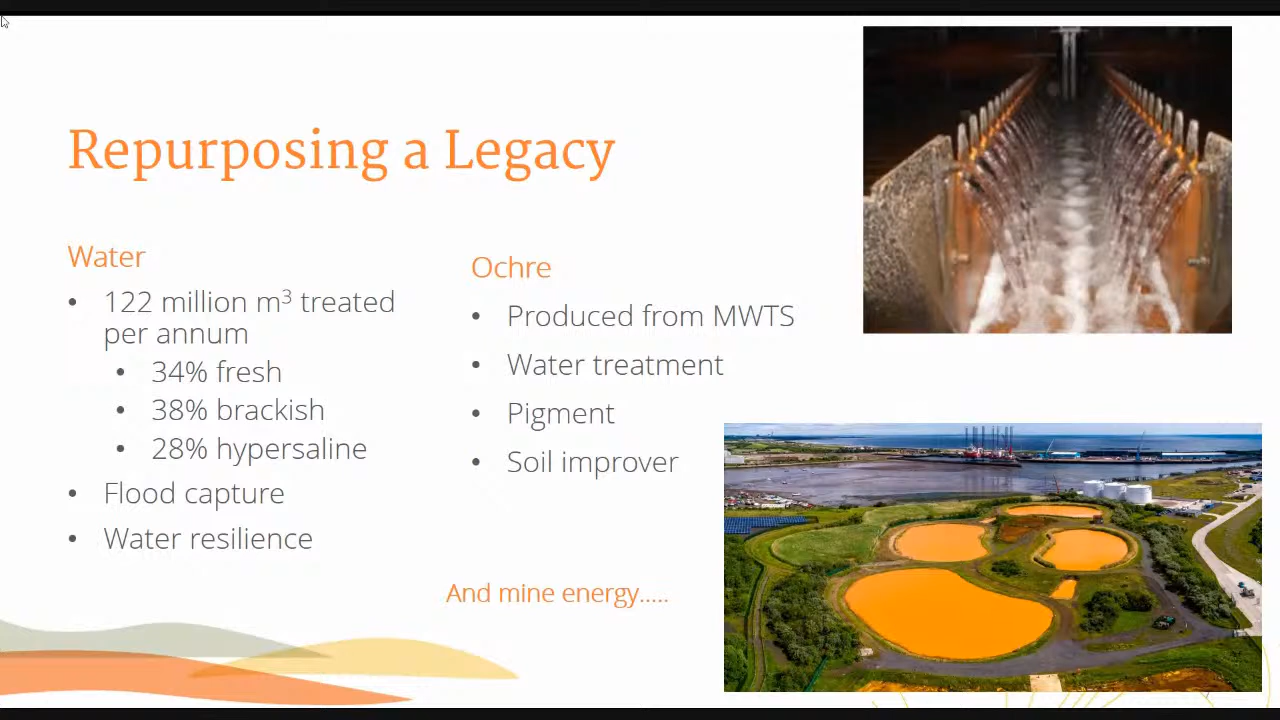 Repurposing a Legacy
Water
• 122 million m³ treated
per annum
• 34% fresh
• 38% brackish
• 28% hypersaline
• Flood capture
• Water resilience
Ochre
• Produced from MWTS
• Water treatment
• Pigment
• Soil improver
And mine energy.....